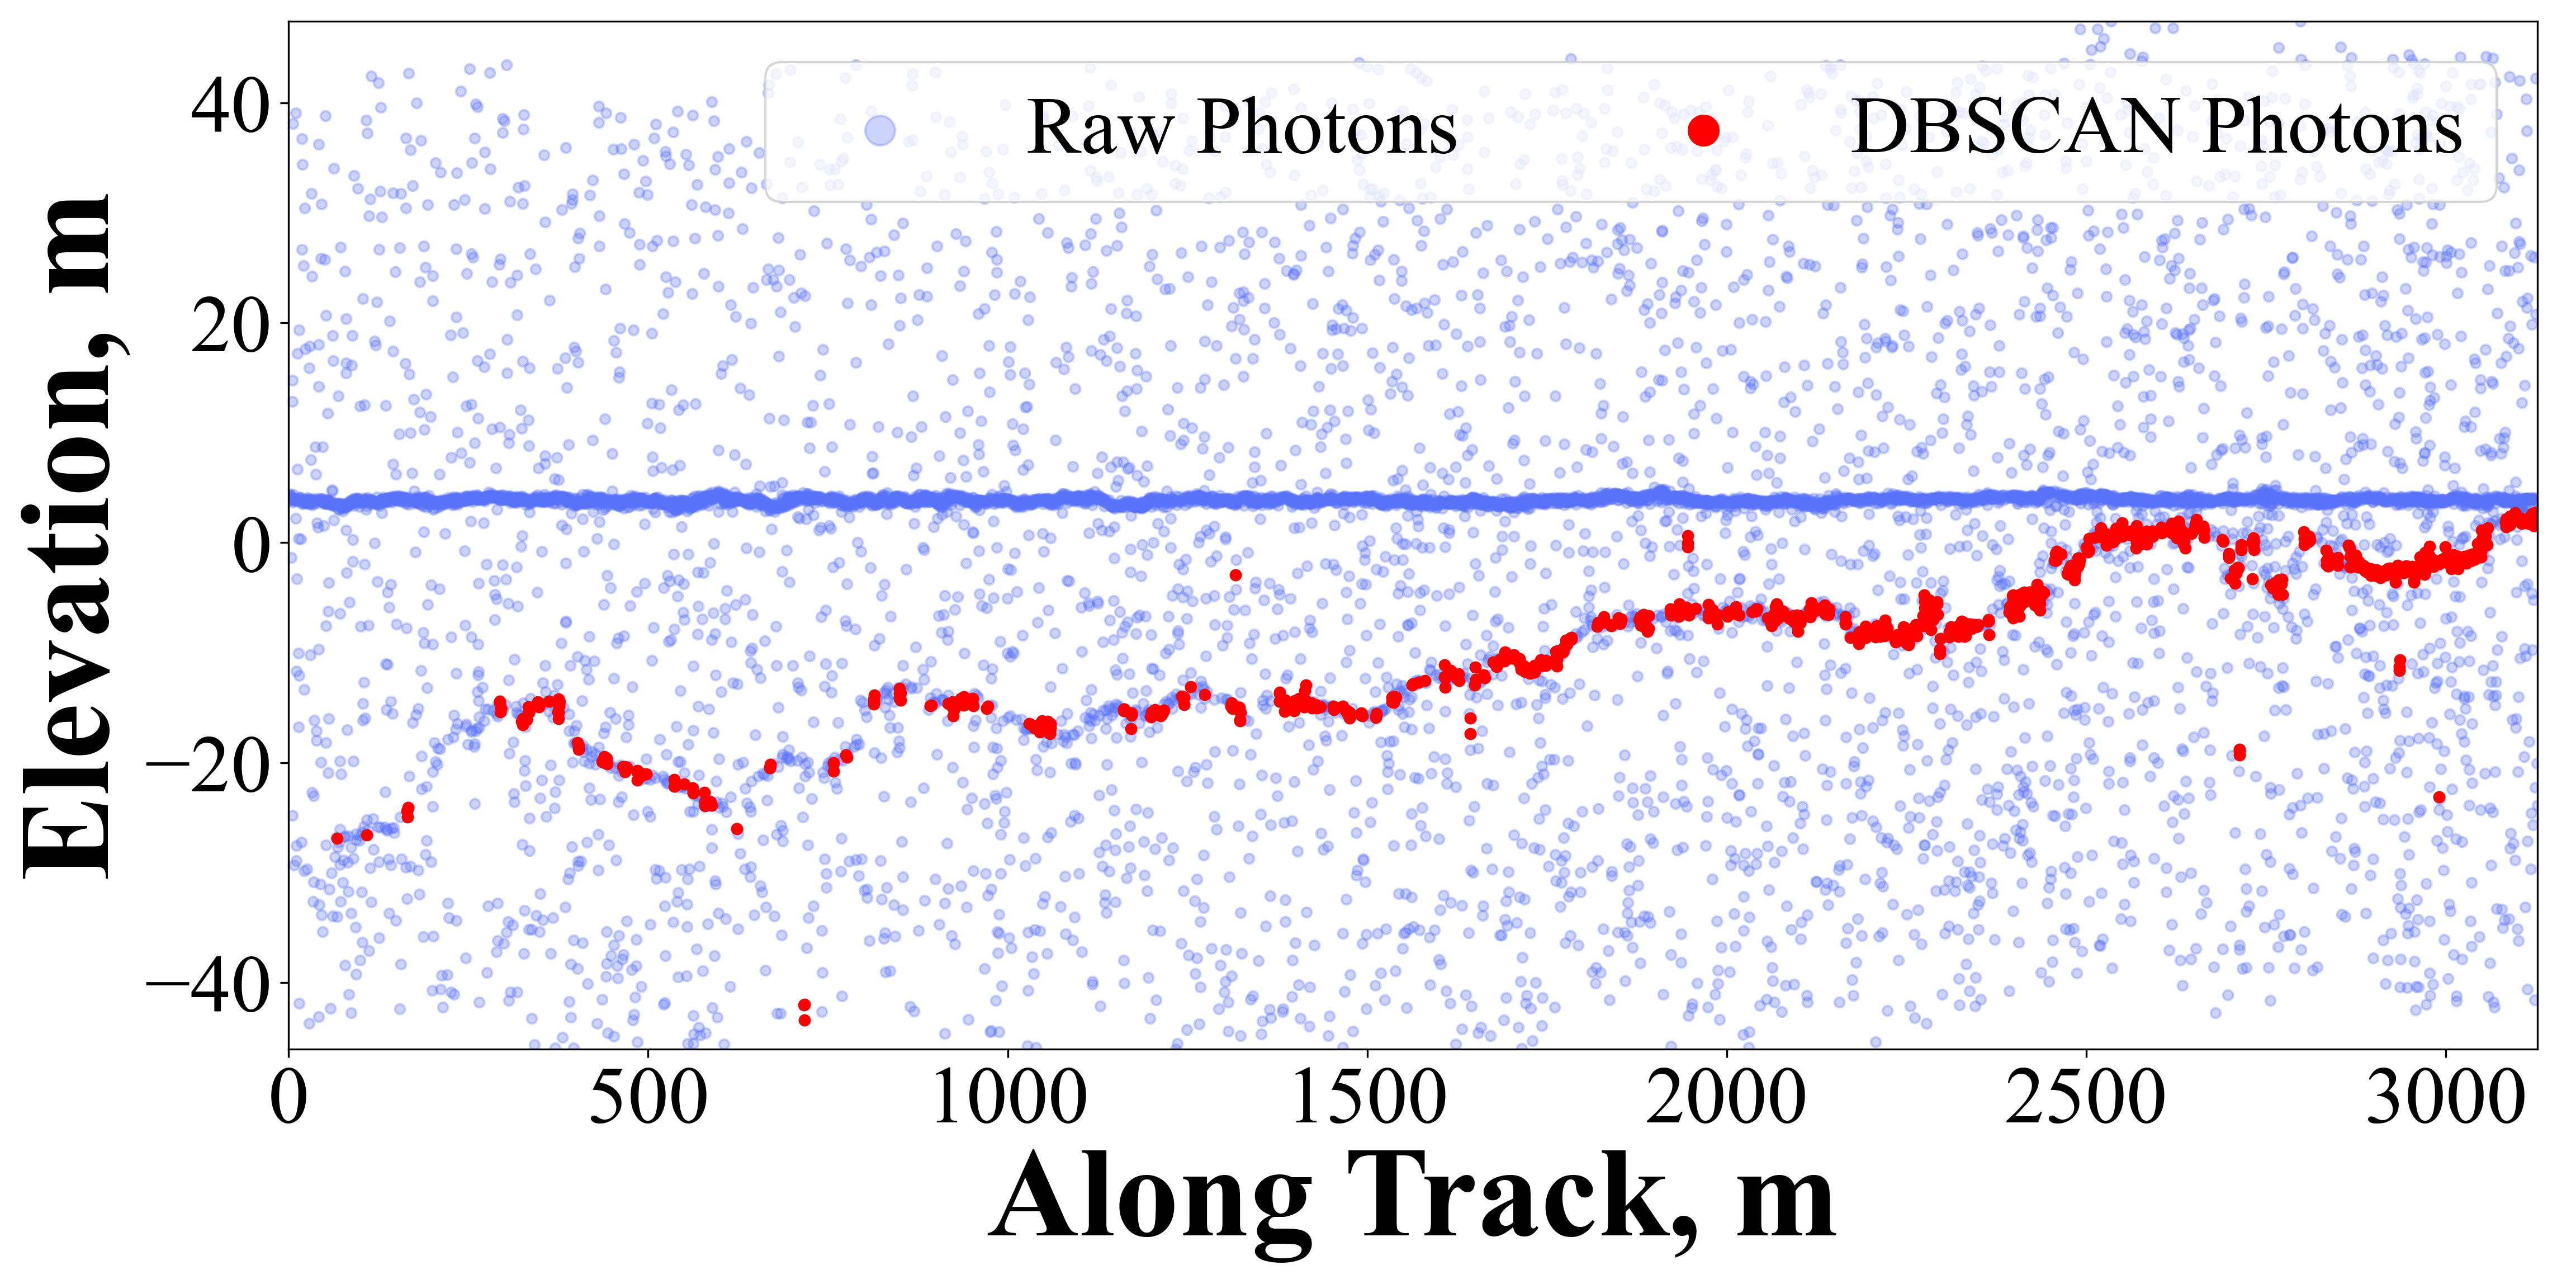 Raw Photons DBSCAN Photons
40
20
0
−20
−40
Elevation, m
0 500 1000 1500 2000 2500 3000
Along Track, m